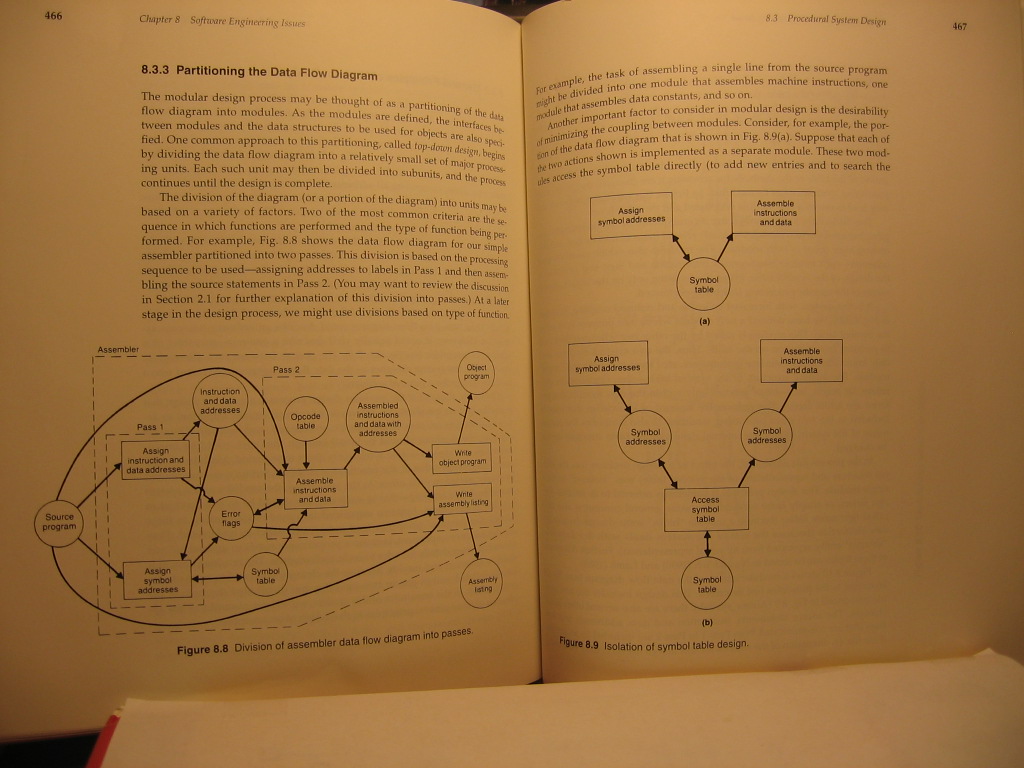 466
Chapter 8 Software Engineering Issues
8.3.3 Partitioning the Data Flow Diagram
The modular design process may be thought of as a partitioning of the data
flow diagram into modules. As the modules are defined, the interfaces be-
tween modules and the data structures to be used for objects are also speci-
fied. One common approach to this partitioning, called top-down design, begins
by dividing the data flow diagram into a relatively small set of major process-
ing units. Each such unit may then be divided into subunits, and the process
continues until the design is complete.
The division of the diagram (or a portion of the diagram) into units may be
based on a variety of factors. Two of the most common criteria are the se-
quence in which functions are performed and the type of function being per-
formed. For example, Fig. 8.8 shows the data flow diagram for our simple
assembler partitioned into two passes. This division is based on the processing
sequence to be used—assigning addresses to labels in Pass 1 and then assem-
bling the source statements in Pass 2. (You may want to review the discussion
in Section 2.1 for further explanation of this division into passes.) At a later
stage in the design process, we might use divisions based on type of function.
Assembler
Pass 2
Object
program
Instruction
and data
addresses
Opcode
table
Assembled
instructions
and data with
addresses
Pass 1
Assign
instruction and
data addresses
Write
object program
Assemble
instructions
and data
Write
assembly listing
Source
program
Error
flags
Assign
symbol
addresses
Symbol
table
Assembly
listing
Figure 8.8 Division of assembler data flow diagram into passes.
8.3 Procedural System Design
467
For example, the task of assembling a single line from the source program
might be divided into one module that assembles machine instructions, one
module that assembles data constants, and so on.
Another important factor to consider in modular design is the desirability
of minimizing the coupling between modules. Consider, for example, the por-
tion of the data flow diagram that is shown in Fig. 8.9(a). Suppose that each of
the two actions shown is implemented as a separate module. These two mod-
ules access the symbol table directly (to add new entries and to search the
Assign
symbol addresses
Assemble
instructions
and data
Symbol
table
(a)
Assign
symbol addresses
Assemble
instructions
and data
Symbol
addresses
Symbol
addresses
Access
symbol
table
Symbol
table
(b)
Figure 8.9 Isolation of symbol table design.